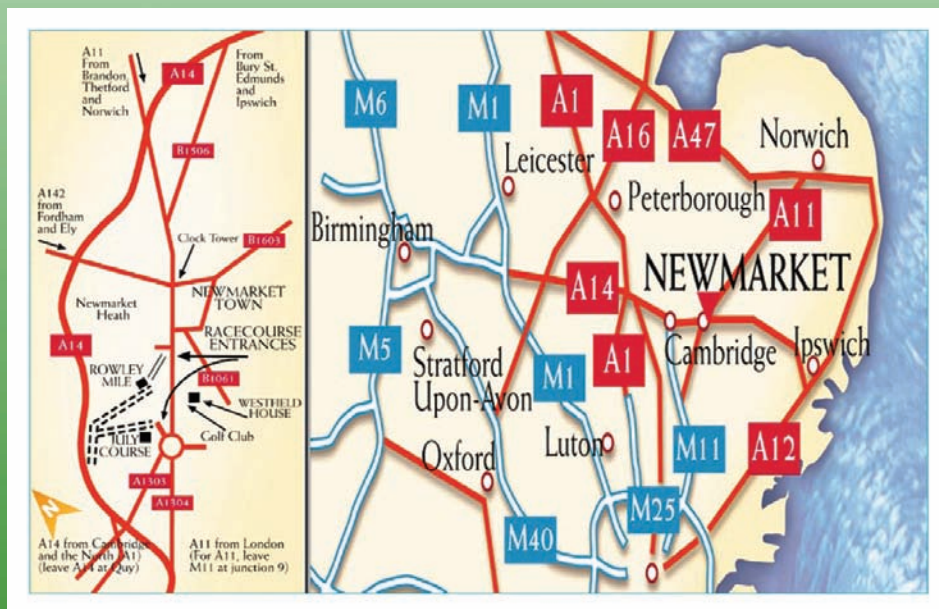 A11
From
Brandon,
Thetford
and
Norwich
A14
From
Bury St.
Edmunds
and
Ipswich
B1506
A142
from
Fordham
and Ely
Clock Tower
B1603
Newmarket
Heath
NEWMARKET
TOWN
RACECOURSE
ENTRANCES
A14
ROWLEY
MILE
B1061
WESTFIELD
HOUSE
Golf Club
JULY
COURSE
A1303
A1304
N
A14 from Cambridge
and the North (A1)
(leave A14 at Quy)
A11 from London
(For A11, leave
M11 at junction 9)
M6
M1
A1
A16
A47
Norwich
Leicester
Peterborough
A11
Birmingham
NEWMARKET
A14
M5
Stratford
Upon-Avon
M1
A1
Cambridge
Ipswich
Oxford
Luton
M11
A12
M25
M40